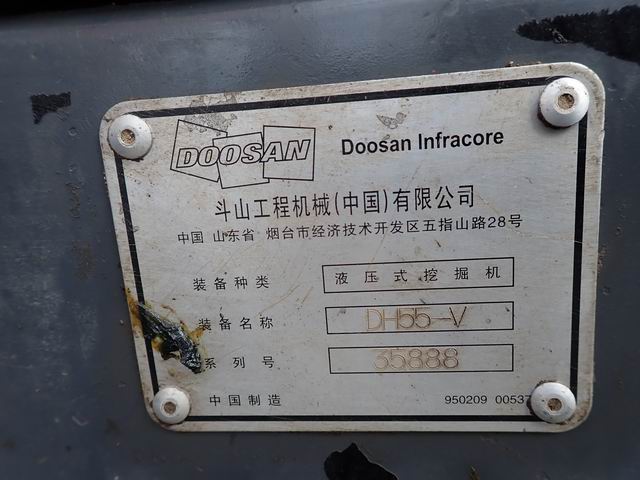 DOOSAN Doosan Infracore
斗山工程机械(中国)有限公司
中国 山东省 烟台市经济技术开发区五指山路28号
装备种类 液压式挖掘机
装备名称 DH55-V
系列号 35888
中国制造 950209 00537